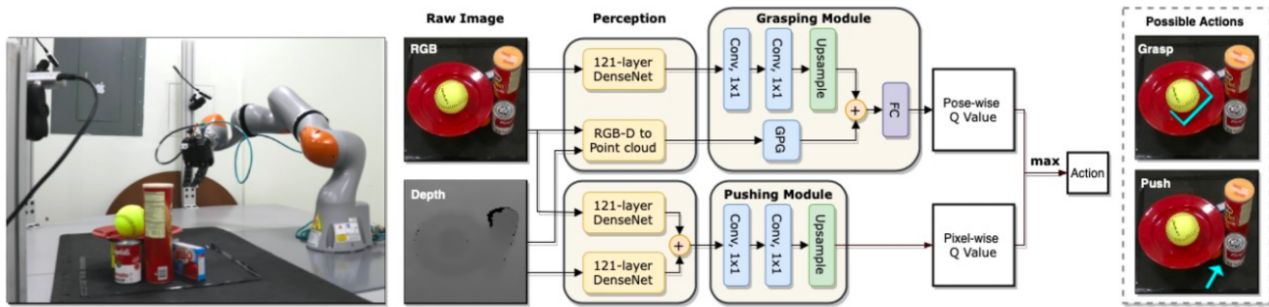 Raw Image
Perception
Grasping Module
Possible Actions
RGB
121-layer
DenseNet
Conv, 1x1
Conv, 1x1
Upsample
FC
Pose-wise
Q Value
Grasp
RGB-D to
Point cloud
GPG
max
Action
Depth
121-layer
DenseNet
121-layer
DenseNet
Pushing Module
Conv, 1x1
Conv, 1x1
Upsample
Pixel-wise
Q Value
Push